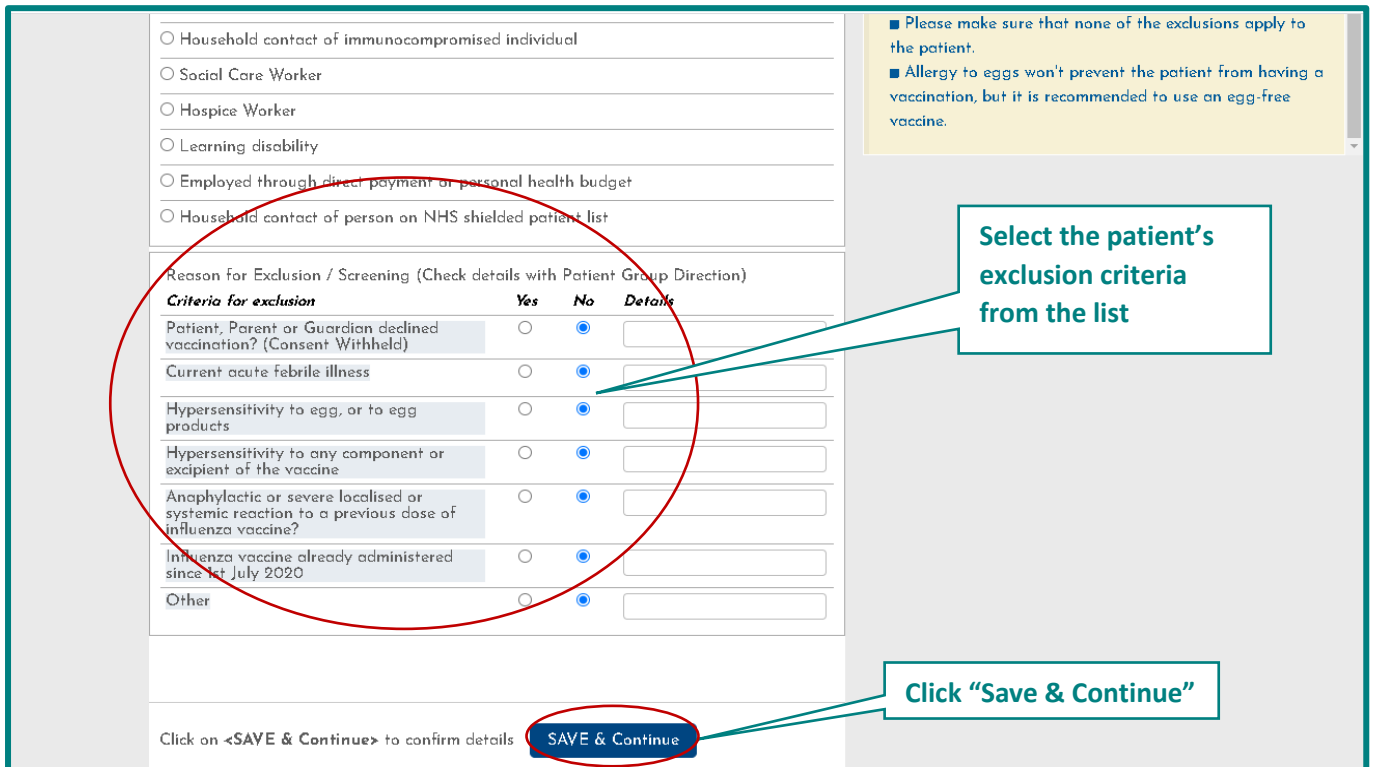 Household contact of immunocompromised individual
Social Care Worker
Hospice Worker
Learning disability
Employed through direct payment or personal health budget
Household contact of person on NHS shielded patient list
■ Please make sure that none of the exclusions apply to
the patient.
■ Allergy to eggs won't prevent the patient from having a
vaccination, but it is recommended to use an egg-free
vaccine.
Select the patient’s
exclusion criteria
from the list
Reason for Exclusion / Screening (Check details with Patient Group Direction)
Criteria for exclusion Yes No Details
Patient, Parent or Guardian declined
vaccination? (Consent Withheld)
Current acute febrile illness
Hypersensitivity to egg, or to egg
products
Hypersensitivity to any component or
excipient of the vaccine
Anaphylactic or severe localised or
systemic reaction to a previous dose of
influenza vaccine?
Influenza vaccine already administered
since 1st July 2020
Other
Click “Save & Continue”
Click on <SAVE & Continue> to confirm details SAVE & Continue